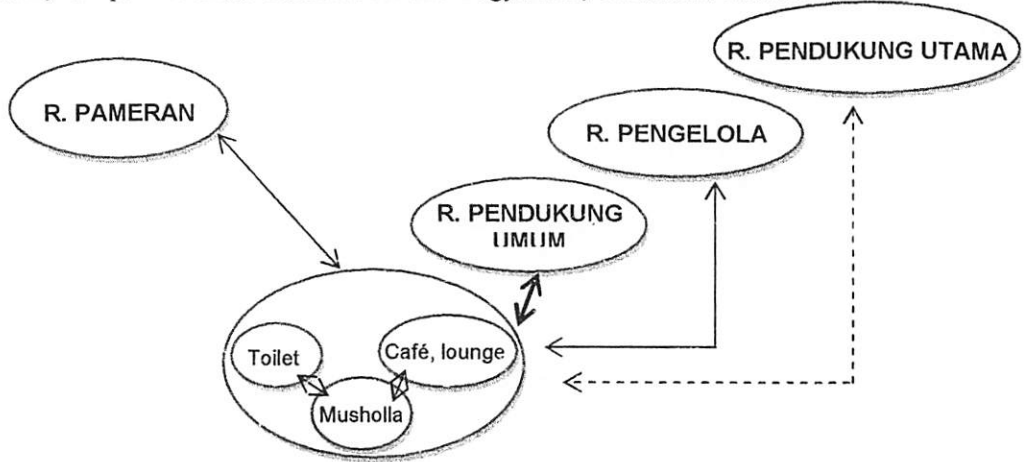 R. PENDUKUNG UTAMA
R. PAMERAN
R. PENGELOLA
R. PENDUKUNG
UMUM
Toilet
Café, lounge
Musholla